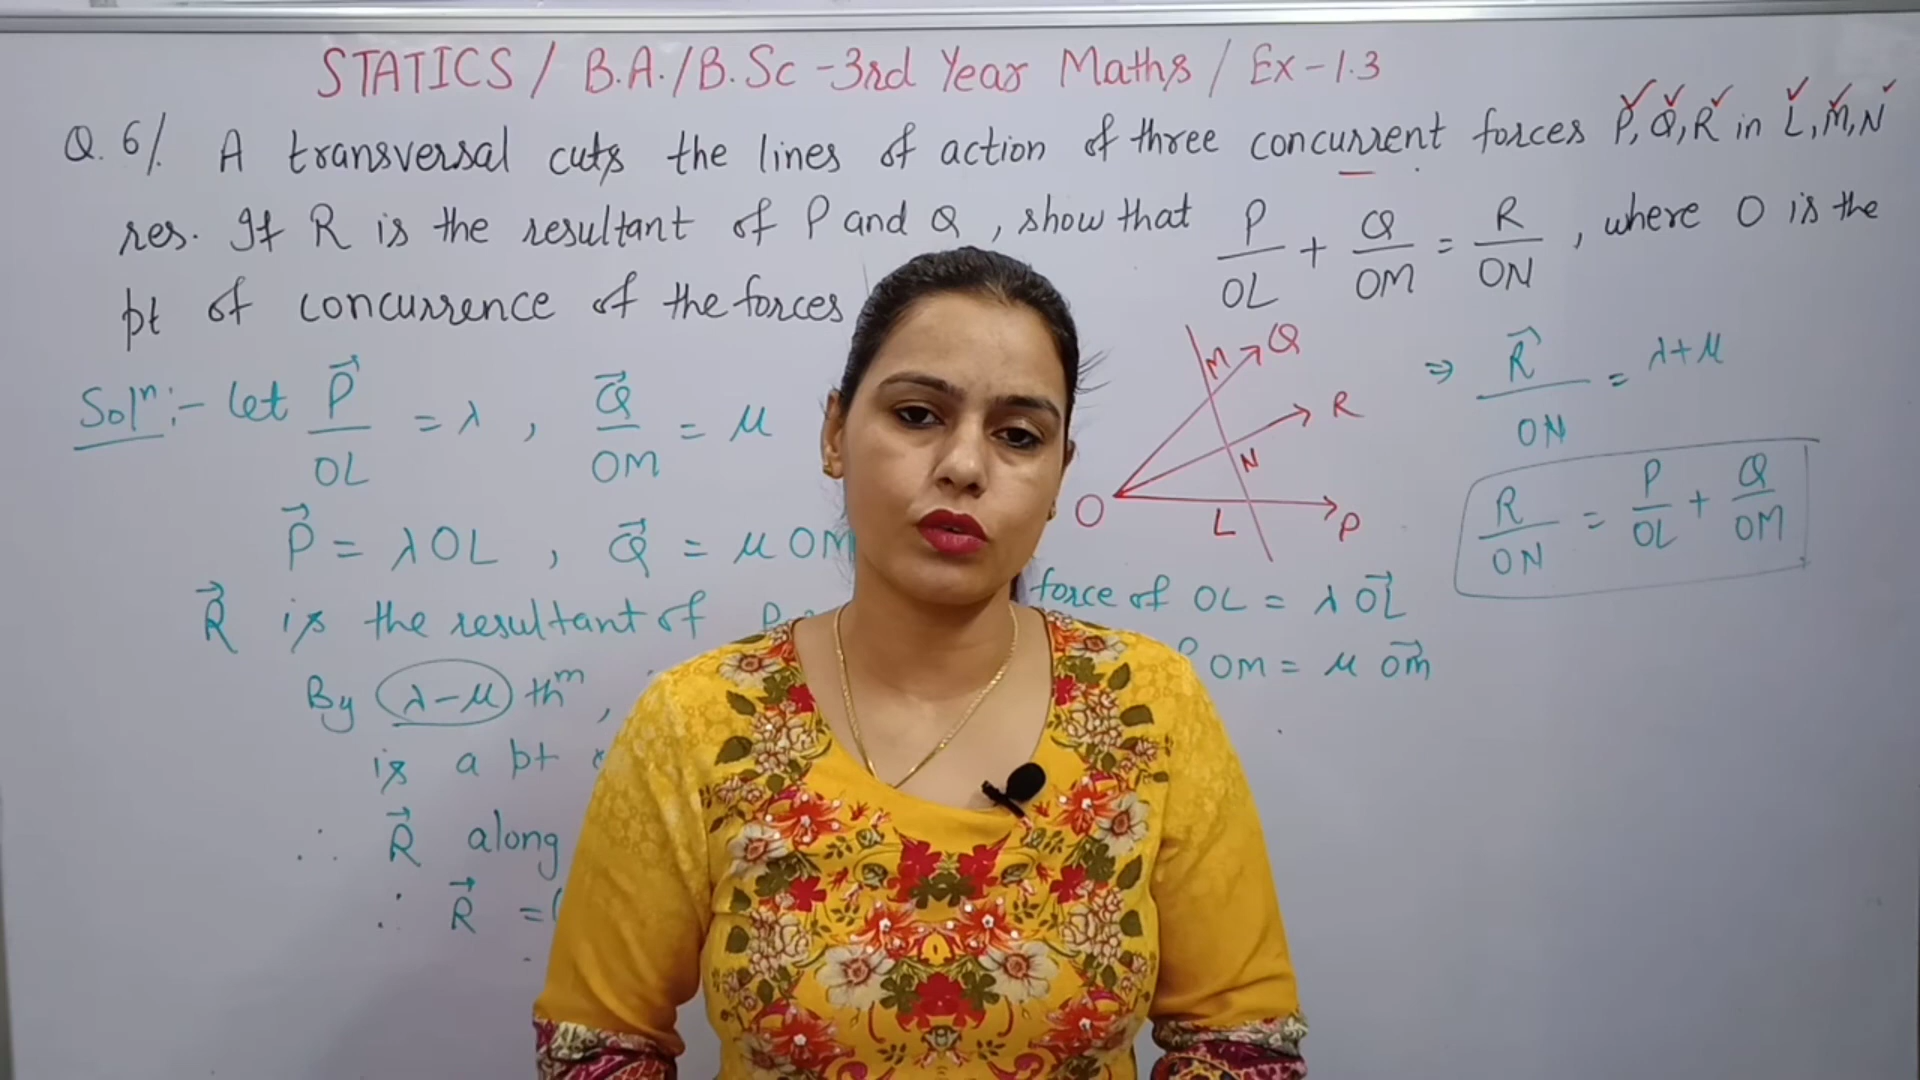 STATICS / B.A./B.Sc -3rd Year Maths / Ex-1.3
Q.6/. A transversal cuts the lines of action of three concurrent forces P,Q,R in L,M,N
res. If R is the resultant of P and Q , show that P/OL + Q/OM = R/ON , where O is the
pt of concurrence of the forces
Solⁿ:- let P⃗/OL = λ , Q⃗/OM = μ
P⃗ = λOL , Q⃗ = μ OM
R⃗ is the resultant of
By λ-μ thᵐ ,
is a pt
∴ R⃗ along
∴ R⃗ = (
M Q
R
N
O L P
force of OL = λ OL⃗
OM = μ OM⃗
⇒ R⃗/ON = λ+μ
R/ON = P/OL + Q/OM